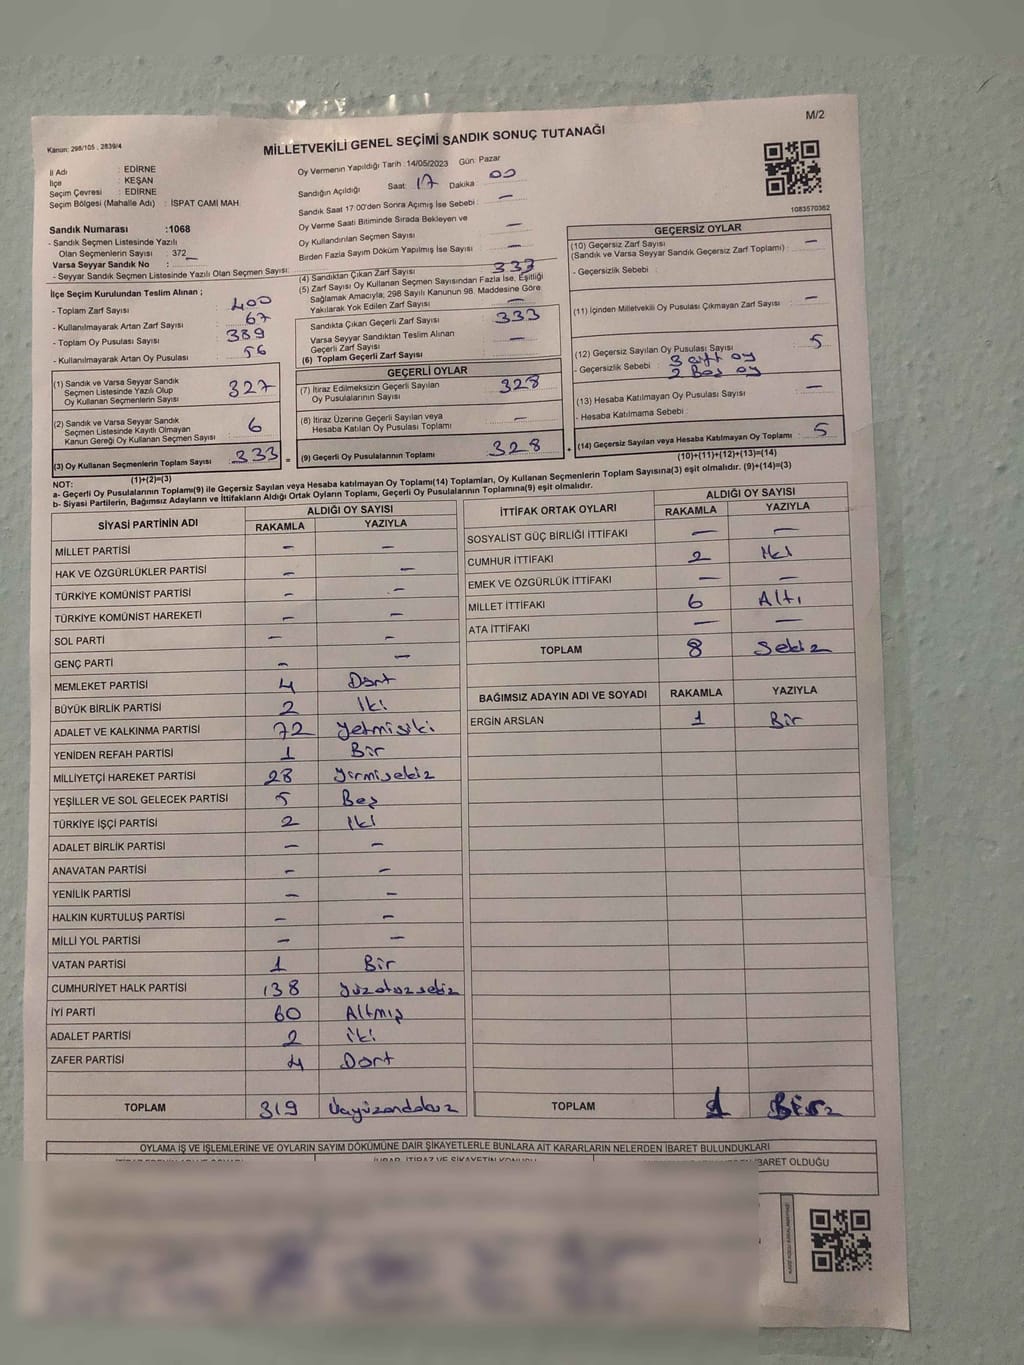 M/2
Kanun: 298/105 , 2839/4
MİLLETVEKİLİ GENEL SEÇİMİ SANDIK SONUÇ TUTANAĞI
İl Adı : EDİRNE
İlçe : KEŞAN
Seçim Çevresi : EDİRNE
Seçim Bölgesi (Mahalle Adı) : İSPAT CAMİ MAH.
Oy Vermenin Yapıldığı Tarih : 14/05/2023 Gün: Pazar
Sandığın Açıldığı Saat: 17 Dakika : 00
Sandık Saat 17:00'den Sonra Açımış İse Sebebi : —
Oy Verme Saati Bitiminde Sırada Bekleyen ve
Oy Kullandırılan Seçmen Sayısı : —
Birden Fazla Sayım Döküm Yapılmış İse Sayısı : —
1083570362
Sandık Numarası :1068
- Sandık Seçmen Listesinde Yazılı
Olan Seçmenlerin Sayısı : 372
Varsa Seyyar Sandık No :
- Seyyar Sandık Seçmen Listesinde Yazılı Olan Seçmen Sayısı:
İlçe Seçim Kurulundan Teslim Alınan ;
- Toplam Zarf Sayısı : 400
- Kullanılmayarak Artan Zarf Sayısı : 67
- Toplam Oy Pusulası Sayısı : 389
- Kullanılmayarak Artan Oy Pusulası : 56
(1) Sandık ve Varsa Seyyar Sandık
Seçmen Listesinde Yazılı Olup
Oy Kullanan Seçmenlerin Sayısı : 327
(2) Sandık ve Varsa Seyyar Sandık
Seçmen Listesinde Kayıtlı Olmayan
Kanun Gereği Oy Kullanan Seçmen Sayısı : 6
(3) Oy Kullanan Seçmenlerin Toplam Sayısı : 333
(1)+(2)=(3)
(4) Sandıktan Çıkan Zarf Sayısı : 333
(5) Zarf Sayısı Oy Kullanan Seçmen Sayısından Fazla İse, Eşitliği
Sağlamak Amacıyla; 298 Sayılı Kanunun 98. Maddesine Göre
Yakılarak Yok Edilen Zarf Sayısı : —
Sandıkta Çıkan Geçerli Zarf Sayısı : 333
Varsa Seyyar Sandıktan Teslim Alınan
Geçerli Zarf Sayısı : —
(6) Toplam Geçerli Zarf Sayısı :
GEÇERLİ OYLAR
(7) İtiraz Edilmeksizin Geçerli Sayılan
Oy Pusulalarının Sayısı : 328
(8) İtiraz Üzerine Geçerli Sayılan veya
Hesaba Katılan Oy Pusulası Toplamı : —
(9) Geçerli Oy Pusulalarının Toplamı : 328
GEÇERSİZ OYLAR
(10) Geçersiz Zarf Sayısı : —
(Sandık ve Varsa Seyyar Sandık Geçersiz Zarf Toplamı)
- Geçersizlik Sebebi :
(11) İçinden Milletvekili Oy Pusulası Çıkmayan Zarf Sayısı : —
(12) Geçersiz Sayılan Oy Pusulası Sayısı : 5
- Geçersizlik Sebebi : 3 çift oy
2 Boş oy
(13) Hesaba Katılmayan Oy Pusulası Sayısı : —
- Hesaba Katılmama Sebebi :
(14) Geçersiz Sayılan veya Hesaba Katılmayan Oy Toplamı : 5
(10)+(11)+(12)+(13)=(14)
NOT:
a- Geçerli Oy Pusulalarının Toplamı(9) ile Geçersiz Sayılan veya Hesaba katılmayan Oy Toplamı(14) Toplamları, Oy Kullanan Seçmenlerin Toplam Sayısına(3) eşit olmalıdır. (9)+(14)=(3)
b- Siyasi Partilerin, Bağımsız Adayların ve İttifakların Aldığı Ortak Oyların Toplamı, Geçerli Oy Pusulalarının Toplamına(9) eşit olmalıdır.
SİYASİ PARTİNİN ADI ALDIĞI OY SAYISI
RAKAMLA YAZIYLA
MİLLET PARTİSİ — —
HAK VE ÖZGÜRLÜKLER PARTİSİ — —
TÜRKİYE KOMÜNİST PARTİSİ — —
TÜRKİYE KOMÜNİST HAREKETİ — —
SOL PARTİ — —
GENÇ PARTİ — —
MEMLEKET PARTİSİ 4 Dört
BÜYÜK BİRLİK PARTİSİ 2 İki
ADALET VE KALKINMA PARTİSİ 72 Yetmişiki
YENİDEN REFAH PARTİSİ 1 Bir
MİLLİYETÇİ HAREKET PARTİSİ 28 Yirmisekiz
YEŞİLLER VE SOL GELECEK PARTİSİ 5 Beş
TÜRKİYE İŞÇİ PARTİSİ 2 İki
ADALET BİRLİK PARTİSİ — —
ANAVATAN PARTİSİ — —
YENİLİK PARTİSİ — —
HALKIN KURTULUŞ PARTİSİ — —
MİLLİ YOL PARTİSİ — —
VATAN PARTİSİ 1 Bir
CUMHURİYET HALK PARTİSİ 138 Yüzotuzsekiz
İYİ PARTİ 60 Altmış
ADALET PARTİSİ 2 iki
ZAFER PARTİSİ 4 Dört
TOPLAM 319
İTTİFAK ORTAK OYLARI ALDIĞI OY SAYISI
RAKAMLA YAZIYLA
SOSYALİST GÜÇ BİRLİĞİ İTTİFAKI — —
CUMHUR İTTİFAKI 2 İki
EMEK VE ÖZGÜRLÜK İTTİFAKI — —
MİLLET İTTİFAKI 6 Altı
ATA İTTİFAKI — —
TOPLAM 8 Sekiz
BAĞIMSIZ ADAYIN ADI VE SOYADI RAKAMLA YAZIYLA
ERGİN ARSLAN 1 Bir
TOPLAM 1
OYLAMA İŞ VE İŞLEMLERİNE VE OYLARIN SAYIM DÖKÜMÜNE DAİR ŞİKAYETLERLE BUNLARA AİT KARARLARIN NELERDEN İBARET BULUNDUKLARI
İBARET OLDUĞU